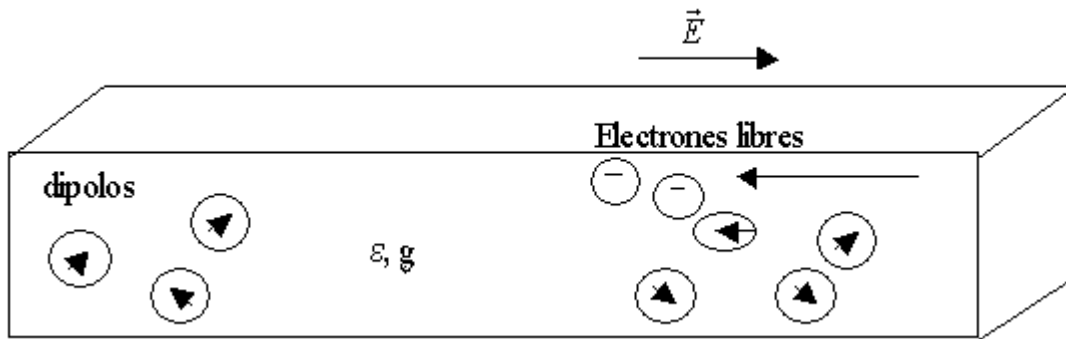 E
Electrones libres
dipolos
− −
ε, g